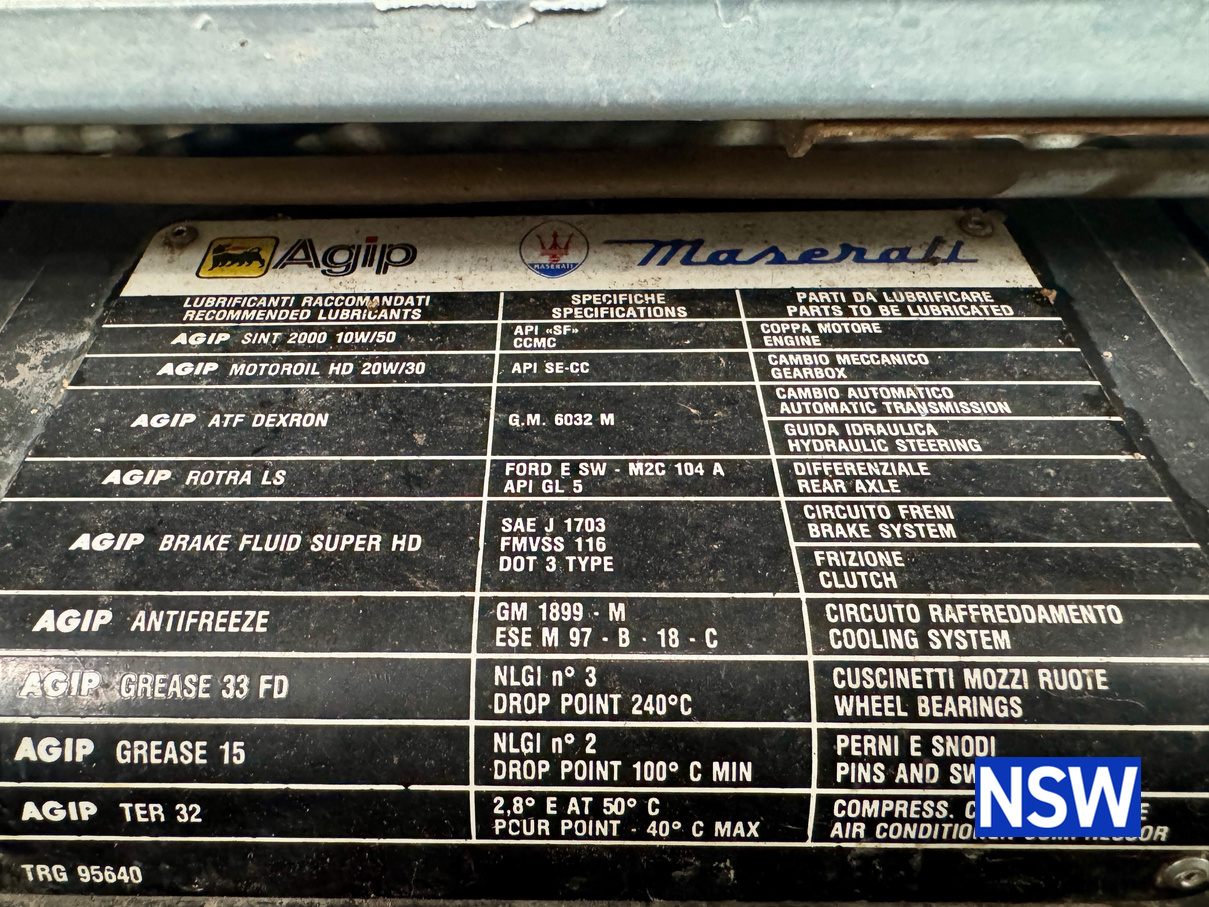 Agip
MASERATI
Maserati
LUBRIFICANTI RACCOMANDATI
RECOMMENDED LUBRICANTS
SPECIFICHE
SPECIFICATIONS
PARTI DA LUBRIFICARE
PARTS TO BE LUBRICATED
AGIP SINT 2000 10W/50
API «SF»
CCMC
COPPA MOTORE
ENGINE
AGIP MOTOROIL HD 20W/30
API SE-CC
CAMBIO MECCANICO
GEARBOX
AGIP ATF DEXRON
G.M. 6032 M
CAMBIO AUTOMATICO
AUTOMATIC TRANSMISSION
GUIDA IDRAULICA
HYDRAULIC STEERING
AGIP ROTRA LS
FORD E SW - M2C 104 A
API GL 5
DIFFERENZIALE
REAR AXLE
AGIP BRAKE FLUID SUPER HD
SAE J 1703
FMVSS 116
DOT 3 TYPE
CIRCUITO FRENI
BRAKE SYSTEM
FRIZIONE
CLUTCH
AGIP ANTIFREEZE
GM 1899 - M
ESE M 97 - B - 18 - C
CIRCUITO RAFFREDDAMENTO
COOLING SYSTEM
AGIP GREASE 33 FD
NLGI n° 3
DROP POINT 240°C
CUSCINETTI MOZZI RUOTE
WHEEL BEARINGS
AGIP GREASE 15
NLGI n° 2
DROP POINT 100° C MIN
PERNI E SNODI
PINS AND
AGIP TER 32
2,8° E AT 50° C
POUR POINT - 40° C MAX
COMPRESS.
AIR CONDITIONER COMPRESSOR
NSW
TRG 95640